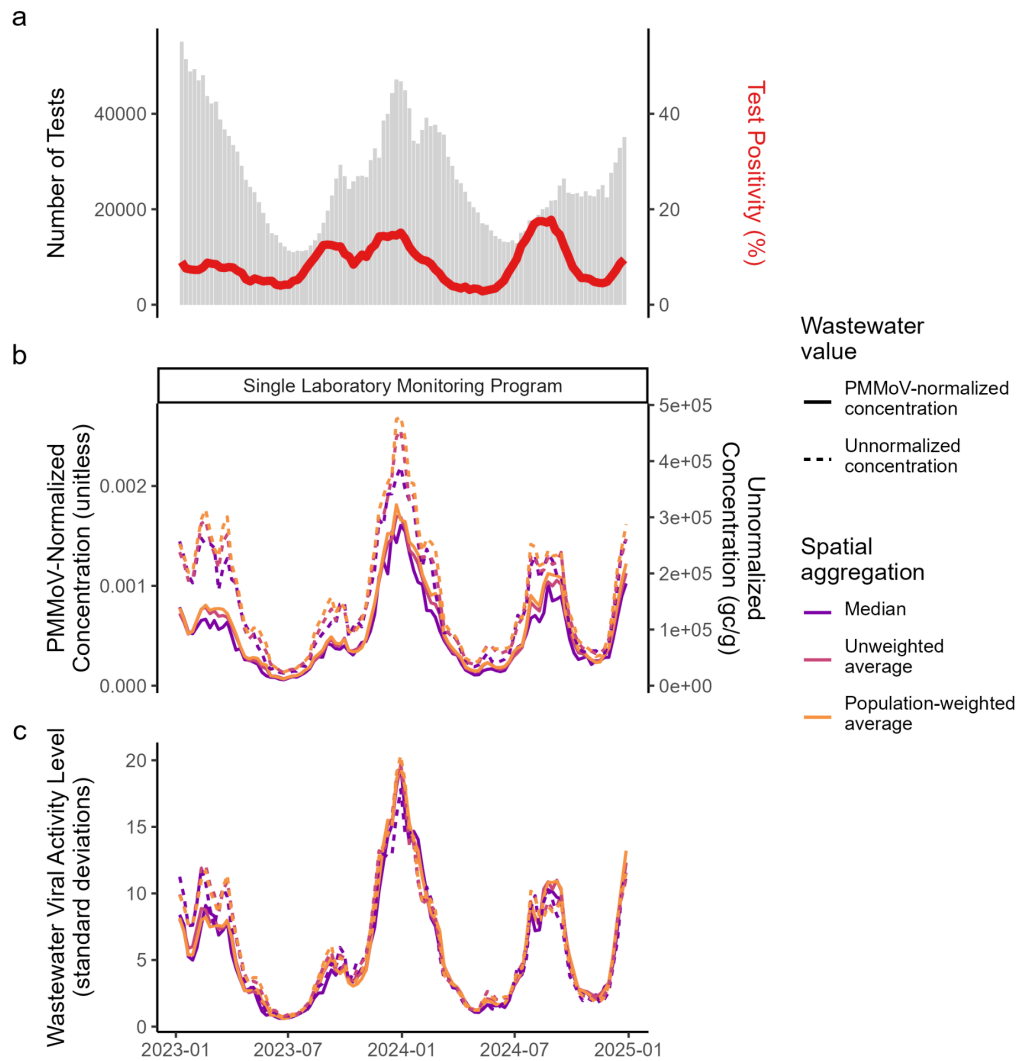 a
Number of Tests
40000
20000
0
40
20
0
Test Positivity (%)
b
Single Laboratory Monitoring Program
PMMoV-Normalized
Concentration (unitless)
0.002
0.001
0.000
5e+05
4e+05
3e+05
2e+05
1e+05
0e+00
Unnormalized
Concentration (gc/g)
c
Wastewater Viral Activity Level
(standard deviations)
20
15
10
5
0
2023-01
2023-07
2024-01
2024-07
2025-01
Wastewater
value
PMMoV-normalized
concentration
Unnormalized
concentration
Spatial
aggregation
Median
Unweighted
average
Population-weighted
average